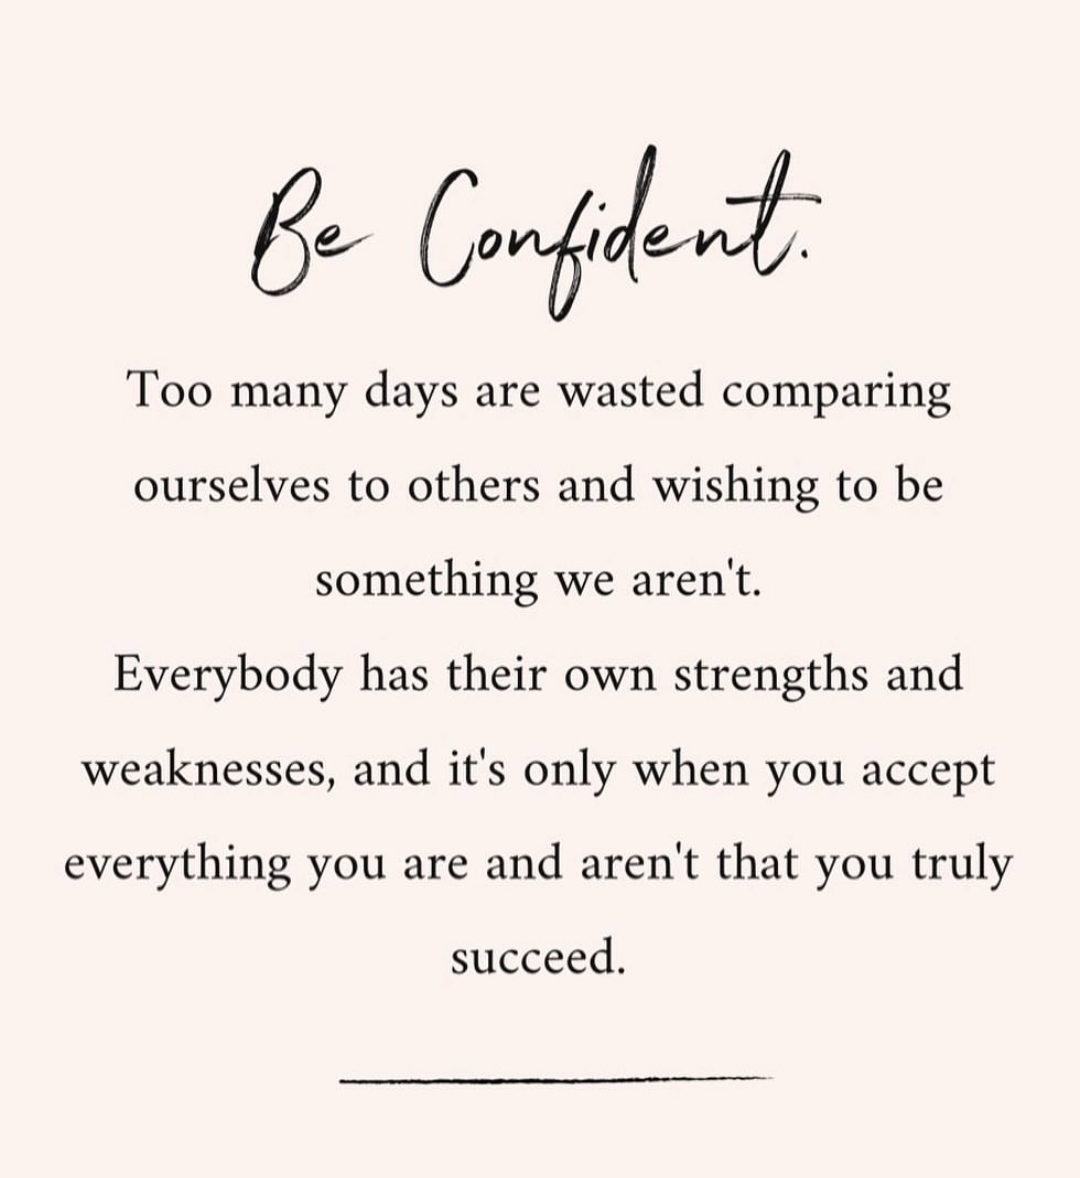 Be Confident.
Too many days are wasted comparing
ourselves to others and wishing to be
something we aren't.
Everybody has their own strengths and
weaknesses, and it's only when you accept
everything you are and aren't that you truly
succeed.